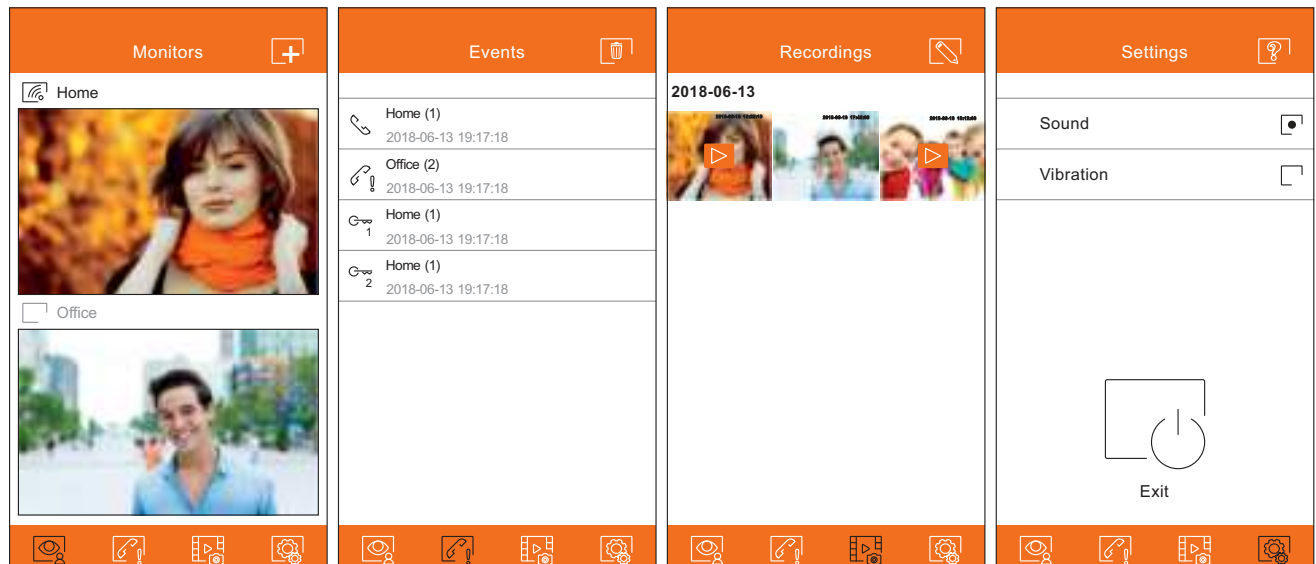 Monitors
Home
Office
Events
Home (1)
2018-06-13 19:17:18
Office (2)
2018-06-13 19:17:18
Home (1)
1
2018-06-13 19:17:18
Home (1)
2
2018-06-13 19:17:18
Recordings
2018-06-13
Settings
Sound
Vibration
Exit